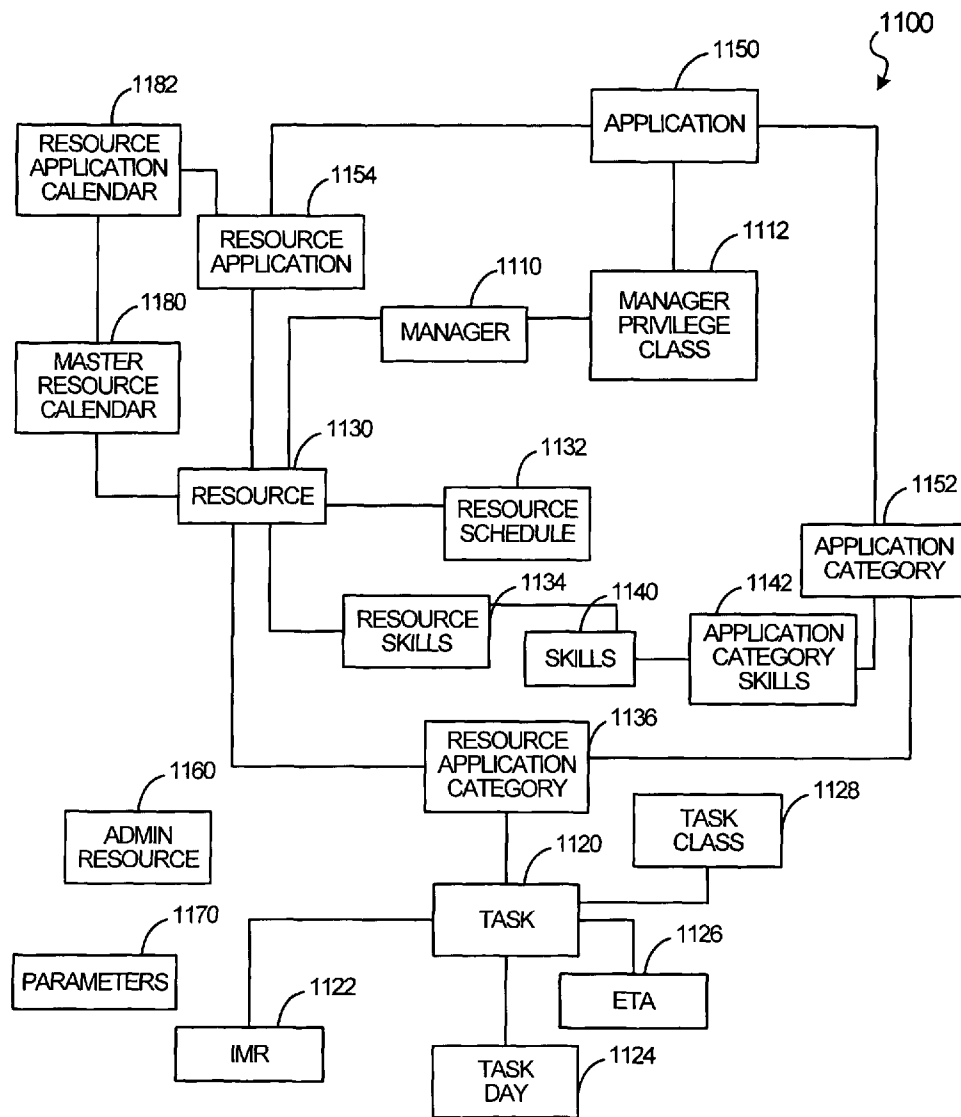 1100
1150
APPLICATION
1182
RESOURCE
APPLICATION
CALENDAR
1154
RESOURCE
APPLICATION
1112
MANAGER
PRIVILEGE
CLASS
1110
MANAGER
1180
MASTER
RESOURCE
CALENDAR
1130
RESOURCE
1132
RESOURCE
SCHEDULE
1152
APPLICATION
CATEGORY
1134
RESOURCE
SKILLS
1140
SKILLS
1142
APPLICATION
CATEGORY
SKILLS
1136
RESOURCE
APPLICATION
CATEGORY
1160
ADMIN
RESOURCE
1128
TASK
CLASS
1120
TASK
1170
PARAMETERS
1126
ETA
1122
IMR
TASK
DAY
1124